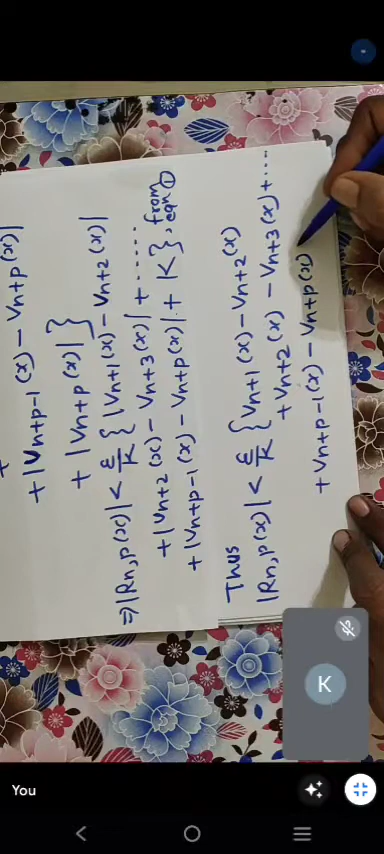 +
+ |Vn+p-1(x) - Vn+p(x)|
+ |Vn+p(x)| }
⇒ |Rn,p(x)| < ε/K { |Vn+1(x) - Vn+2(x)|
+ |Vn+2(x) - Vn+3(x)| + ......
+ |Vn+p-1(x) - Vn+p(x)| + K }, from eqn ①
Thus
|Rn,p(x)| < ε/K { Vn+1(x) - Vn+2(x)
+ Vn+2(x) - Vn+3(x) + ....
+ Vn+p-1(x) - Vn+p(x)
K
You